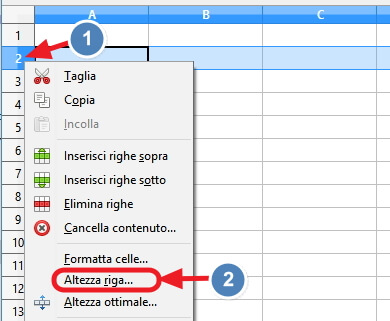 A B C
1
1
2
3
4
5
6
7
8
9
10
11
12
13
Taglia
Copia
Incolla
Inserisci righe sopra
Inserisci righe sotto
Elimina righe
Cancella contenuto...
Formatta celle...
Altezza riga...
2
Altezza ottimale...